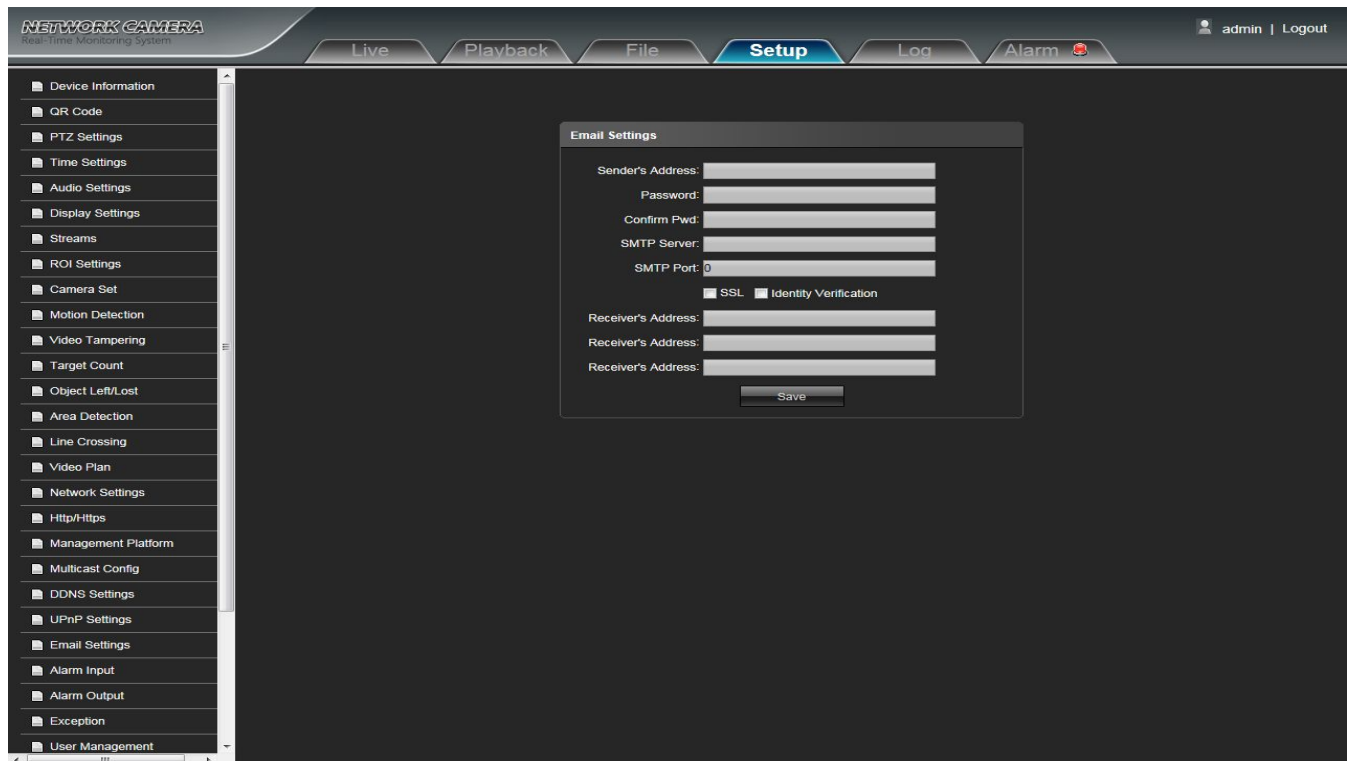 NETWORK CAMERA
Real-Time Monitoring System
admin | Logout
Live Playback File Setup Log Alarm
Device Information
QR Code
PTZ Settings
Time Settings
Audio Settings
Display Settings
Streams
ROI Settings
Camera Set
Motion Detection
Video Tampering
Target Count
Object Left/Lost
Area Detection
Line Crossing
Video Plan
Network Settings
Http/Https
Management Platform
Multicast Config
DDNS Settings
UPnP Settings
Email Settings
Alarm Input
Alarm Output
Exception
User Management
Email Settings
Sender's Address:
Password:
Confirm Pwd:
SMTP Server:
SMTP Port: 0
SSL Identity Verification
Receiver's Address:
Receiver's Address:
Receiver's Address:
Save